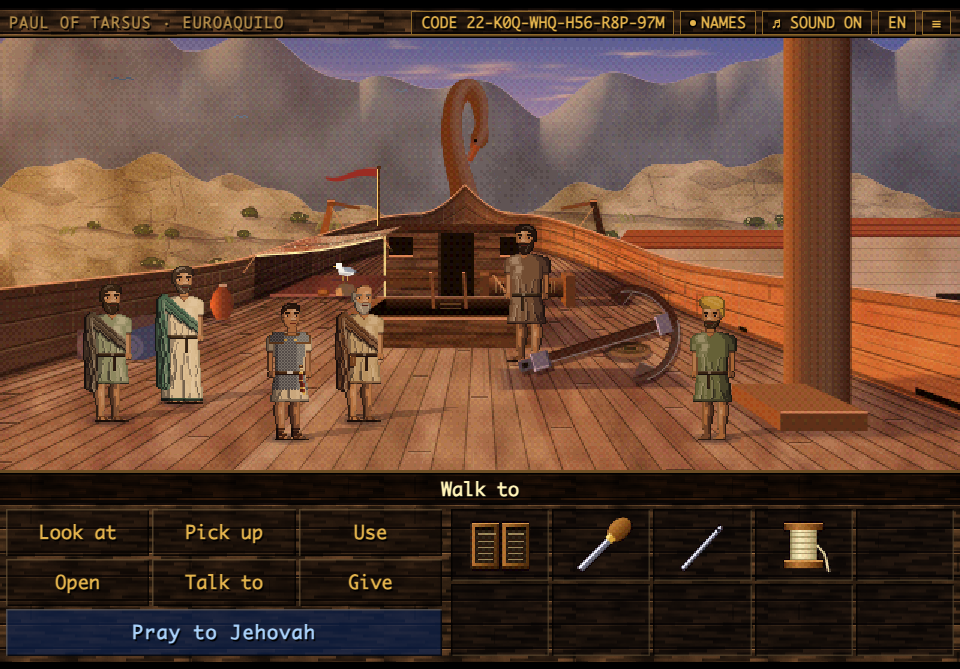 PAUL OF TARSUS · EUROAQUILO
CODE 22-K0Q-WHQ-H56-R8P-97M
● NAMES
♬ SOUND ON
EN
≡
Walk to
Look at
Pick up
Use
Open
Talk to
Give
Pray to Jehovah